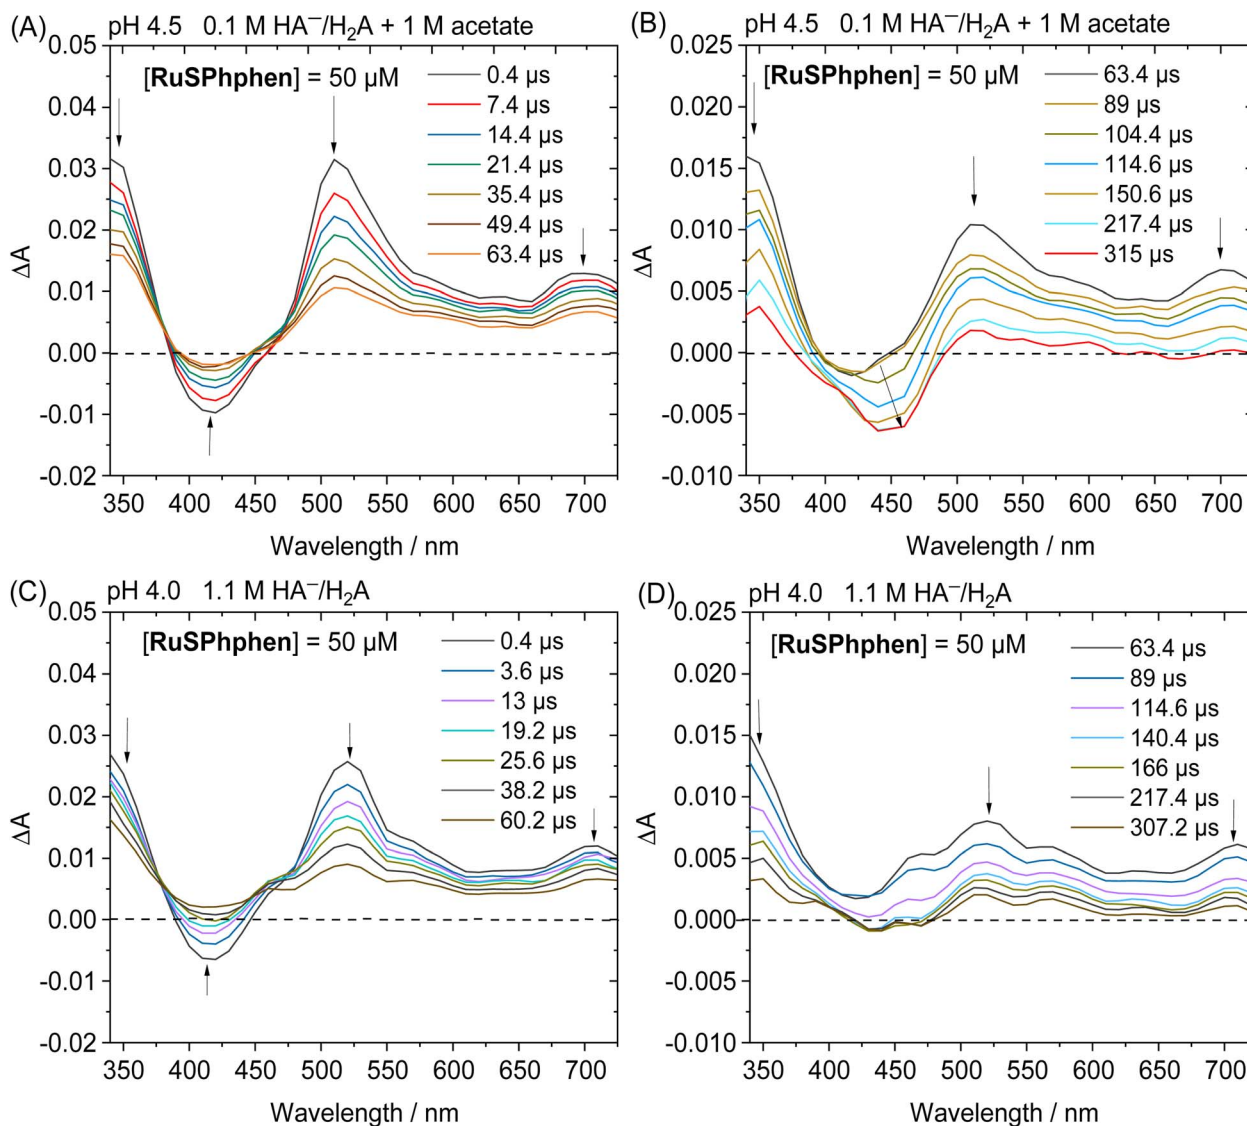 (A) pH 4.5 0.1 M HA⁻/H₂A + 1 M acetate
[RuSPhphen] = 50 µM
0.4 µs
7.4 µs
14.4 µs
21.4 µs
35.4 µs
49.4 µs
63.4 µs
0.05
0.04
0.03
0.02
0.01
0.00
-0.01
-0.02
ΔA
350 400 450 500 550 600 650 700
Wavelength / nm
(B) pH 4.5 0.1 M HA⁻/H₂A + 1 M acetate
[RuSPhphen] = 50 µM
63.4 µs
89 µs
104.4 µs
114.6 µs
150.6 µs
217.4 µs
315 µs
0.025
0.020
0.015
0.010
0.005
0.000
-0.005
-0.010
ΔA
350 400 450 500 550 600 650 700
Wavelength / nm
(C) pH 4.0 1.1 M HA⁻/H₂A
[RuSPhphen] = 50 µM
0.4 µs
3.6 µs
13 µs
19.2 µs
25.6 µs
38.2 µs
60.2 µs
0.05
0.04
0.03
0.02
0.01
0.00
-0.01
-0.02
ΔA
350 400 450 500 550 600 650 700
Wavelength / nm
(D) pH 4.0 1.1 M HA⁻/H₂A
[RuSPhphen] = 50 µM
63.4 µs
89 µs
114.6 µs
140.4 µs
166 µs
217.4 µs
307.2 µs
0.025
0.020
0.015
0.010
0.005
0.000
-0.005
-0.010
ΔA
350 400 450 500 550 600 650 700
Wavelength / nm